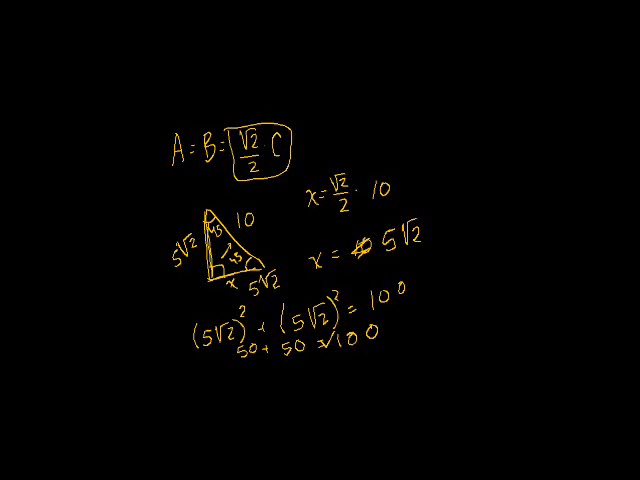 A = B = √2/2 · C
x = √2/2 · 10
45
10
5√2
45
x
5√2
x = 5√2
(5√2)² + (5√2)² = 100
50 + 50 = 100